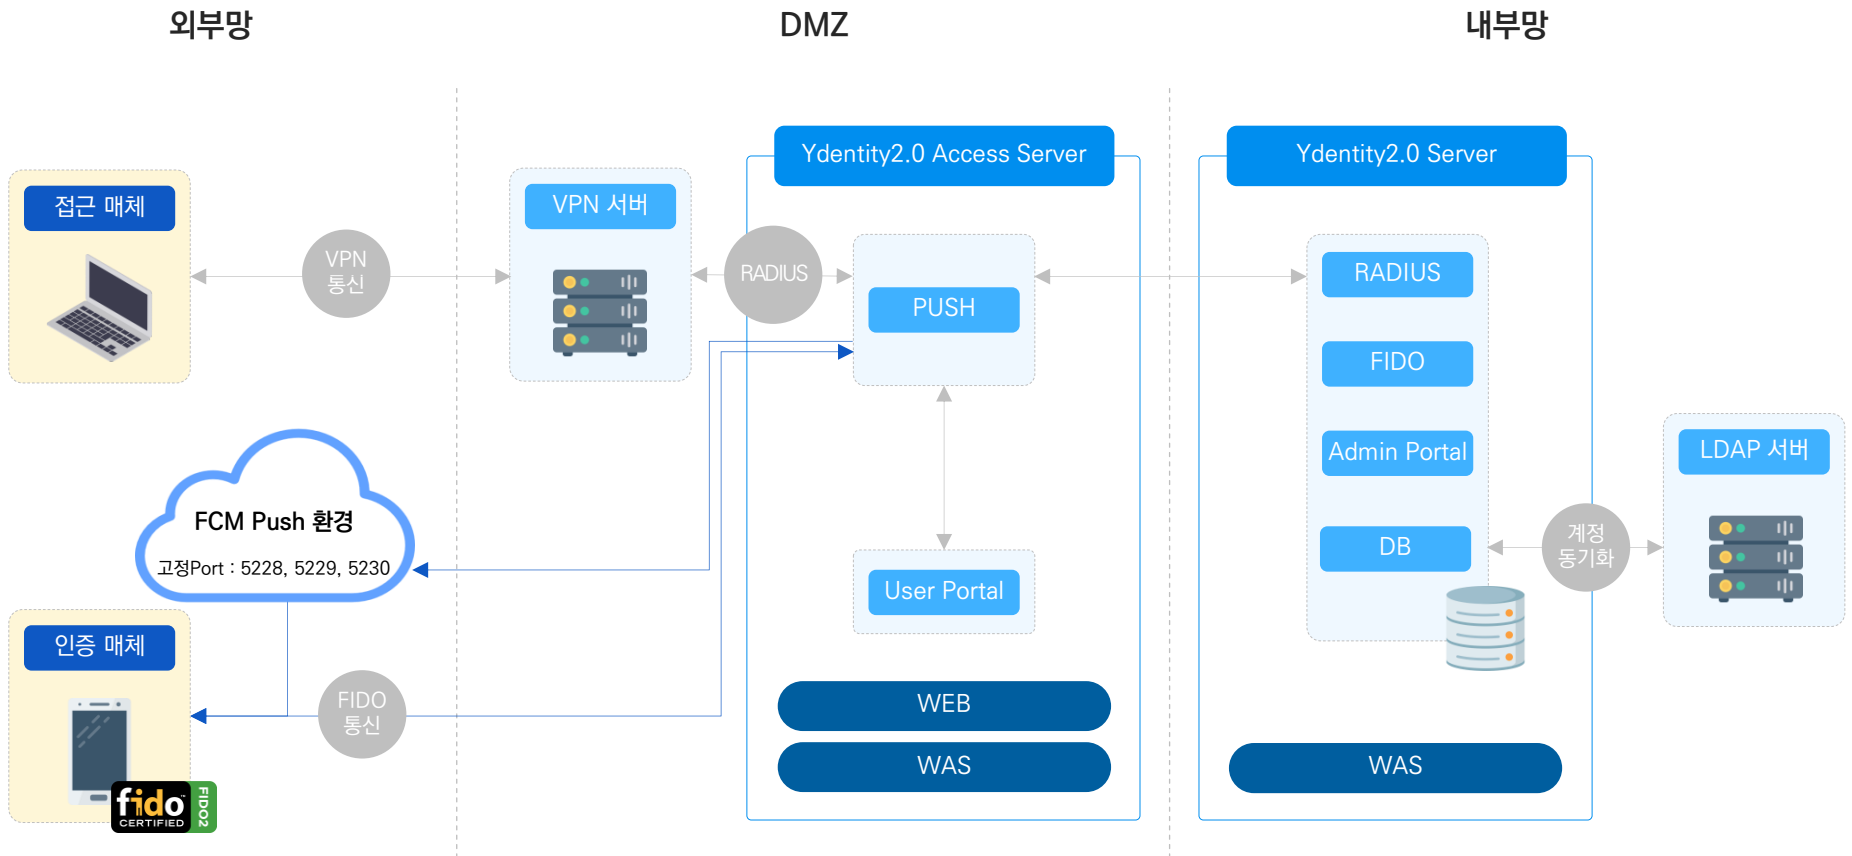 외부망
DMZ
내부망
접근 매체
VPN
통신
VPN 서버
RADIUS
Ydentity2.0 Access Server
PUSH
User Portal
WEB
WAS
Ydentity2.0 Server
RADIUS
FIDO
Admin Portal
DB
WAS
계정
동기화
LDAP 서버
FCM Push 환경
고정Port : 5228, 5229, 5230
인증 매체
FIDO
통신
fido™
CERTIFIED
FIDO2